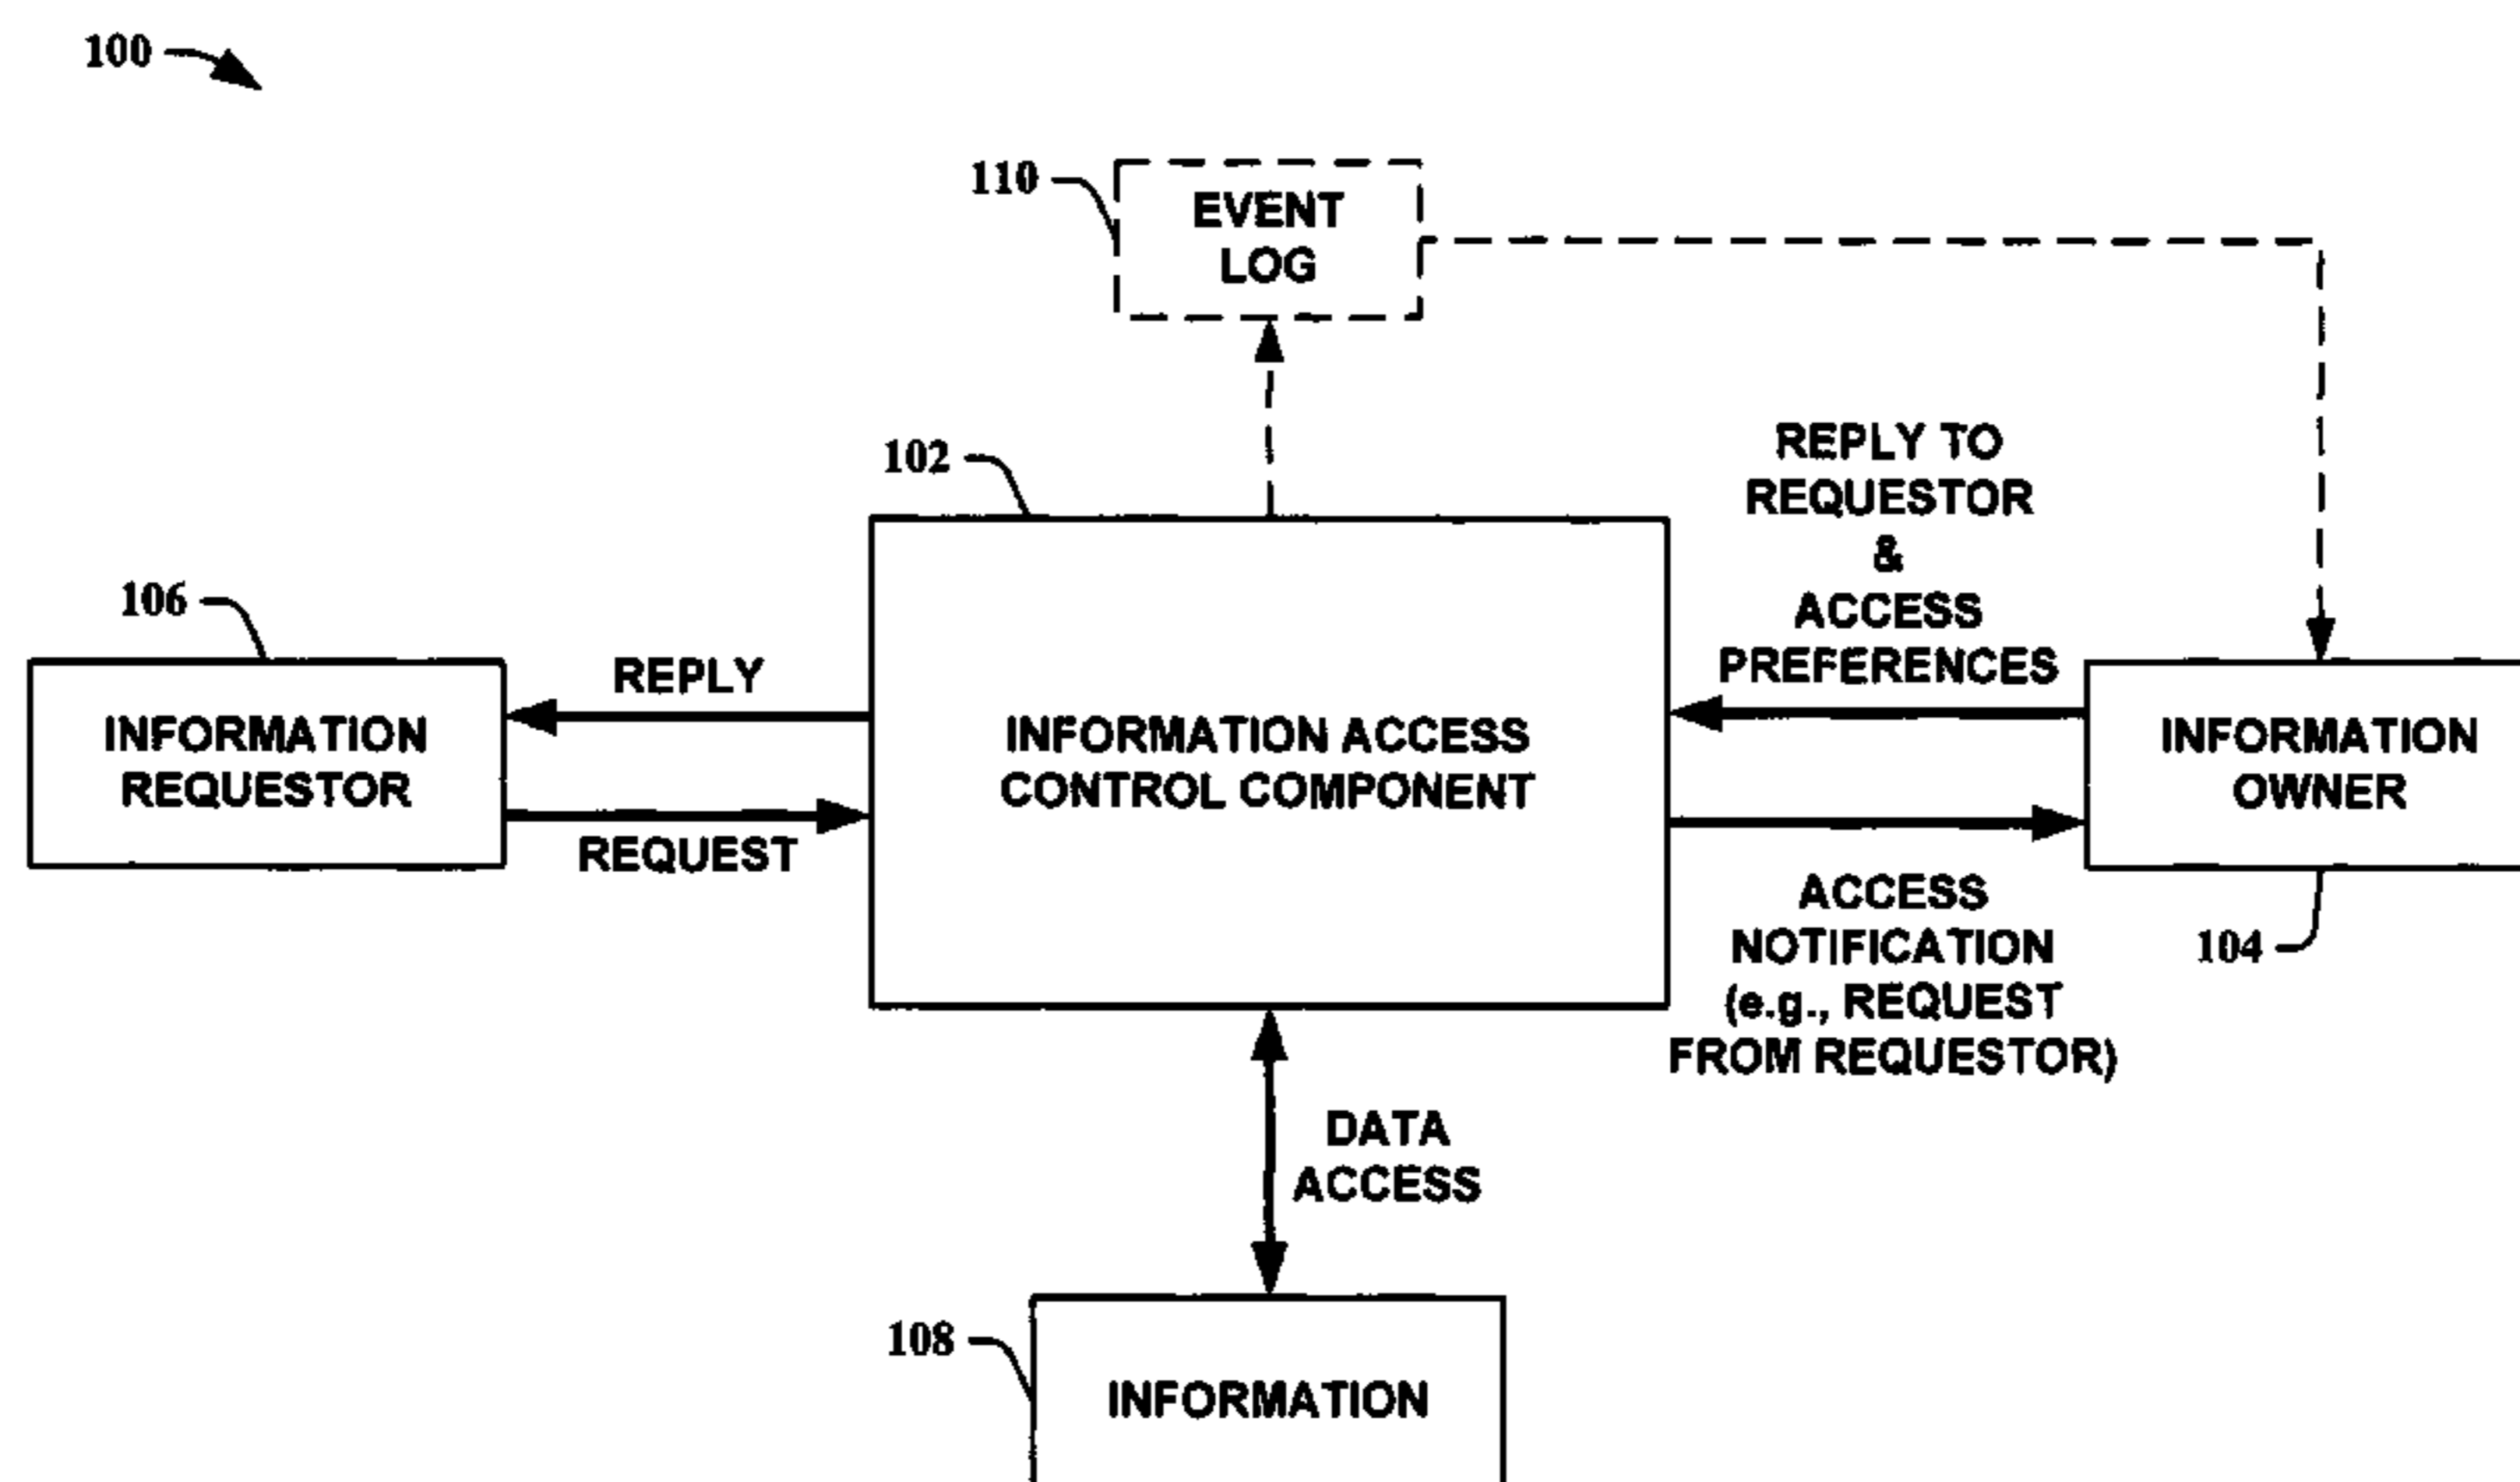 100
110
EVENT
LOG
102
REPLY TO
REQUESTOR
&
ACCESS
PREFERENCES
106
REPLY
INFORMATION
REQUESTOR
REQUEST
INFORMATION ACCESS
CONTROL COMPONENT
INFORMATION
OWNER
104
ACCESS
NOTIFICATION
(e.g., REQUEST
FROM REQUESTOR)
DATA
ACCESS
108
INFORMATION